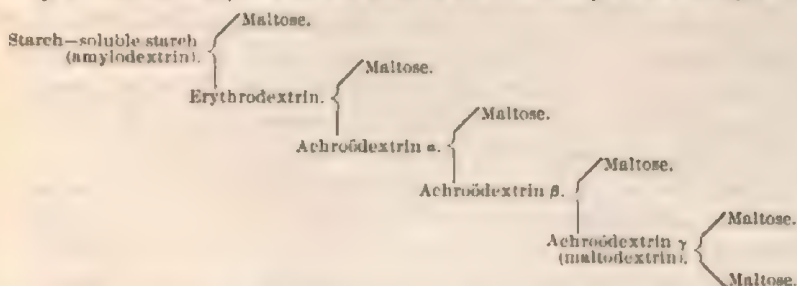 Maltose.
Starch—soluble starch
(amylodextrin).
Maltose.
Erythrodextrin.
Maltose.
Achroödextrin α.
Maltose.
Achroödextrin β.
Maltose.
Achroödextrin γ
(maltodextrin).
Maltose.